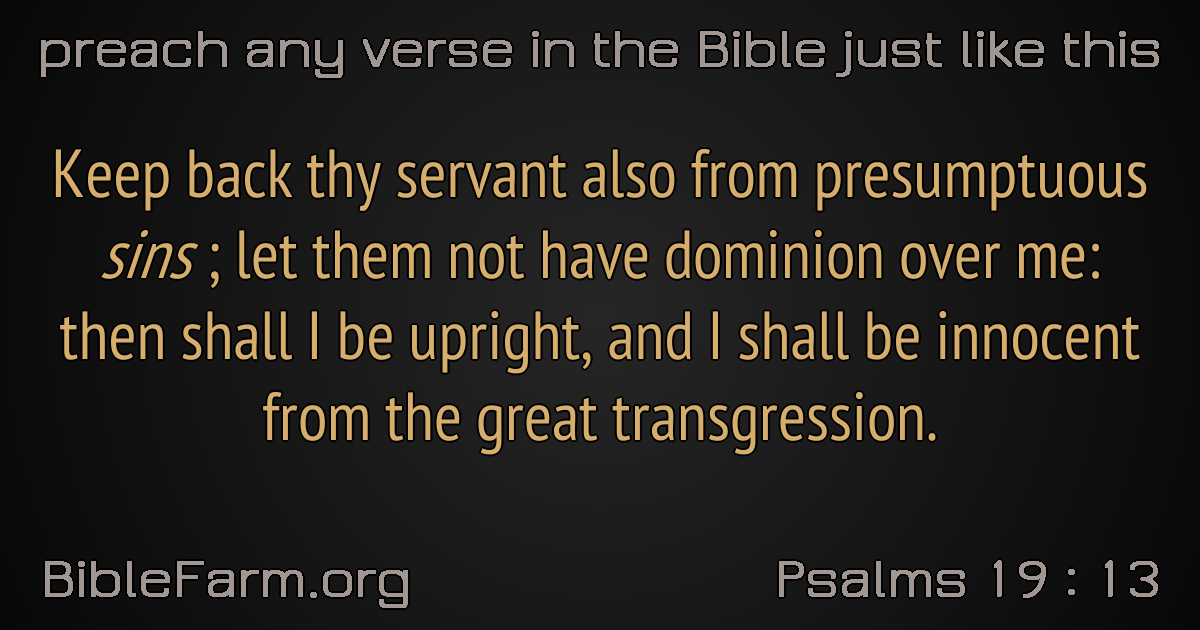 preach any verse in the Bible just like this
Keep back thy servant also from presumptuous
sins ; let them not have dominion over me:
then shall I be upright, and I shall be innocent
from the great transgression.
BibleFarm.org
Psalms 19 : 13